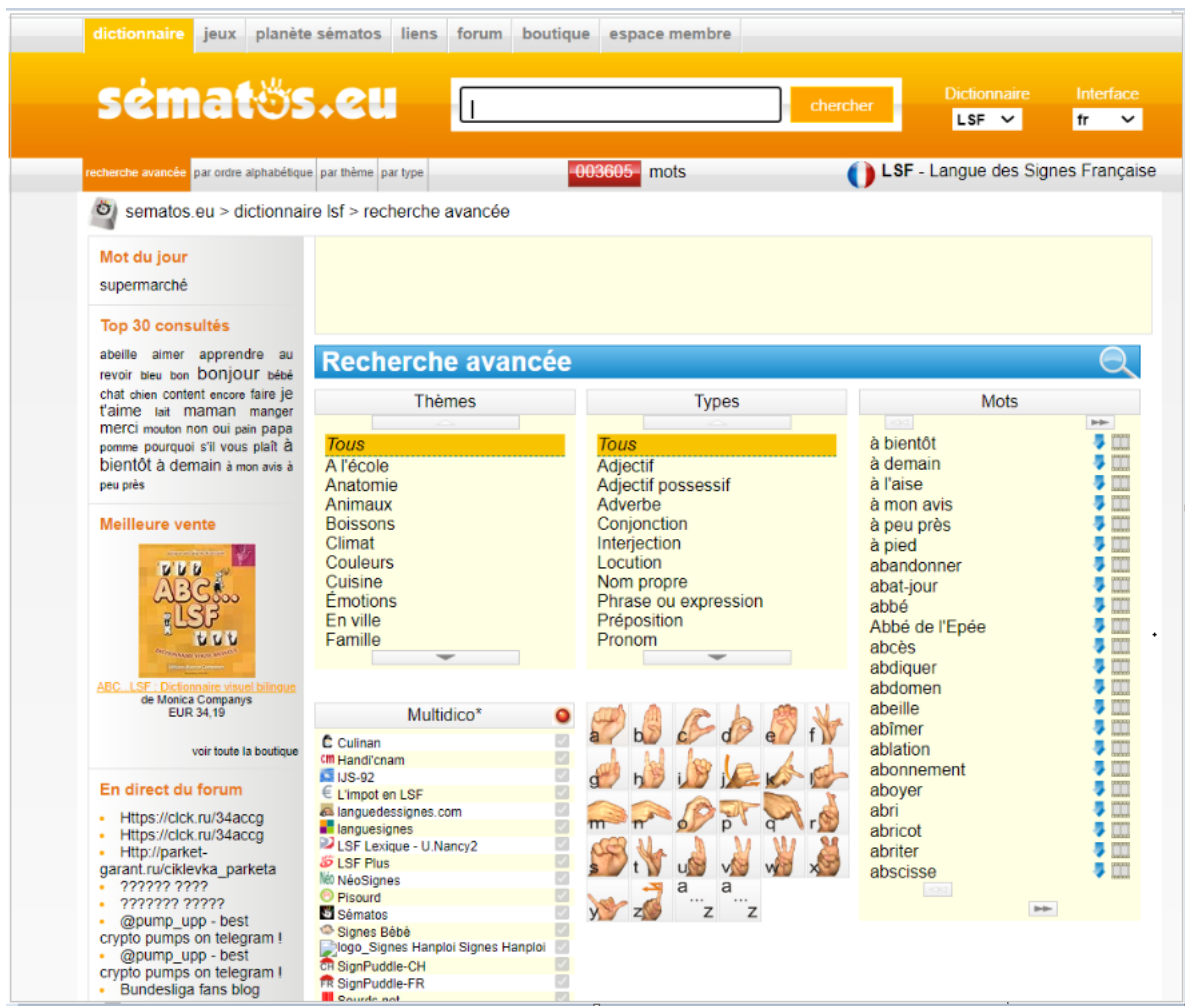 dictionnaire jeux planète sématos liens forum boutique espace membre
sématos.eu
chercher
Dictionnaire
LSF
Interface
fr
recherche avancée par ordre alphabétique par thème par type
003605 mots
LSF - Langue des Signes Française
sematos.eu > dictionnaire lsf > recherche avancée
Mot du jour
supermarché
Top 30 consultés
abeille aimer apprendre au
revoir bleu bon bonjour bébé
chat chien content encore faire je
t'aime lait maman manger
merci mouton non oui pain papa
pomme pourquoi s'il vous plaît à
bientôt à demain à mon avis à
peu près
Meilleure vente
ABC...
LSF
ABC...LSF : Dictionnaire visuel bilingue
de Monica Companys
EUR 34,19
voir toute la boutique
En direct du forum
Https://clck.ru/34accg
Https://clck.ru/34accg
Http://parket-
garant.ru/ciklevka_parketa
?????? ????
??????? ?????
@pump_upp - best
crypto pumps on telegram !
@pump_upp - best
crypto pumps on telegram !
Bundesliga fans blog
Recherche avancée
Thèmes
Tous
A l'école
Anatomie
Animaux
Boissons
Climat
Couleurs
Cuisine
Émotions
En ville
Famille
Types
Tous
Adjectif
Adjectif possessif
Adverbe
Conjonction
Interjection
Locution
Nom propre
Phrase ou expression
Préposition
Pronom
Mots
à bientôt
à demain
à l'aise
à mon avis
à peu près
à pied
abandonner
abat-jour
abbé
Abbé de l'Epée
abcès
abdiquer
abdomen
abeille
abîmer
ablation
abonnement
aboyer
abri
abricot
abriter
abscisse
Multidico*
Culinan
cm Handi'cnam
IJS-92
L'impot en LSF
languedessignes.com
languesignes
LSF Lexique - U.Nancy2
LSF Plus
Néo NéoSignes
Pisourd
Sématos
Signes Bébé
logo_Signes Hanploi Signes Hanploi
CH SignPuddle-CH
FR SignPuddle-FR
Sourds.net
a b c d e f
g h i j k l
m n o p q r
s t u v w x
y z a ... z a ... z